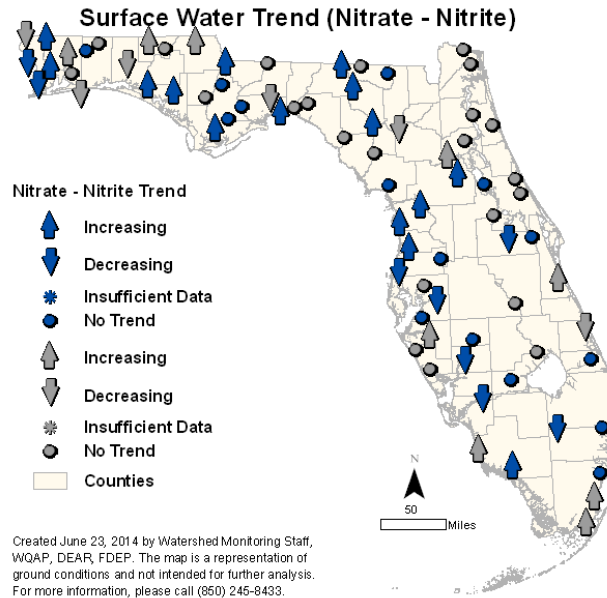 Surface Water Trend (Nitrate - Nitrite)
Nitrate - Nitrite Trend
Increasing
Decreasing
Insufficient Data
No Trend
Increasing
Decreasing
Insufficient Data
No Trend
Counties
N
50
Miles
Created June 23, 2014 by Watershed Monitoring Staff,
WQAP, DEAR, FDEP. The map is a representation of
ground conditions and not intended for further analysis.
For more information, please call (850) 245-8433.